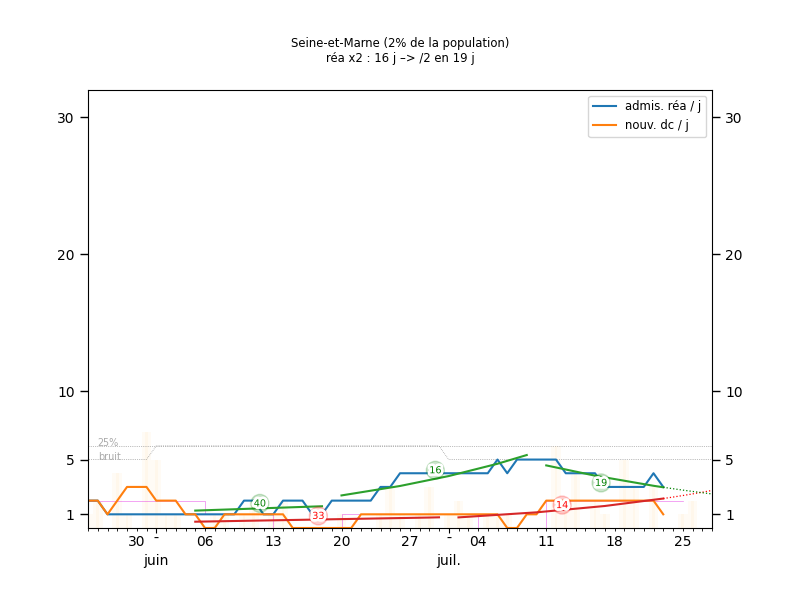 Seine-et-Marne (2% de la population)
réa x2 : 16 j –> /2 en 19 j
admis. réa / j
nouv. dc / j
30 30
20 20
10 10
25%
bruit
5 5
16
19
40
33
14
1 1
30 - 06 13 20 27 - 04 11 18 25
juin juil.